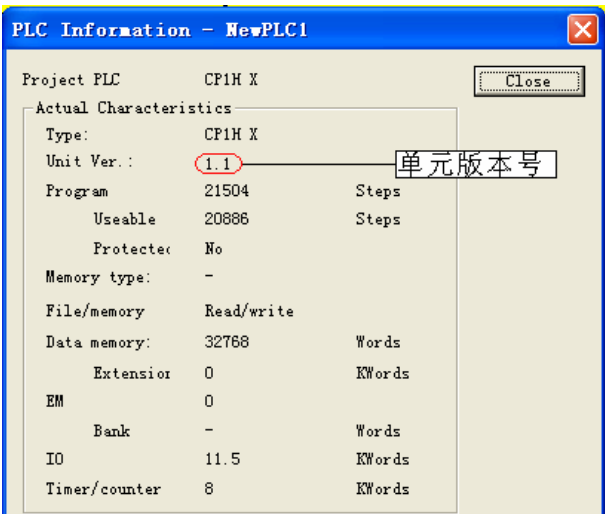 PLC Information - NewPLC1
Project PLC CP1H X Close
Actual Characteristics
Type: CP1H X
Unit Ver.: 1.1 单元版本号
Program 21504 Steps
Useable 20886 Steps
Protected No
Memory type: -
File/memory Read/write
Data memory: 32768 Words
Extension 0 KWords
EM 0
Bank - Words
IO 11.5 KWords
Timer/counter 8 KWords